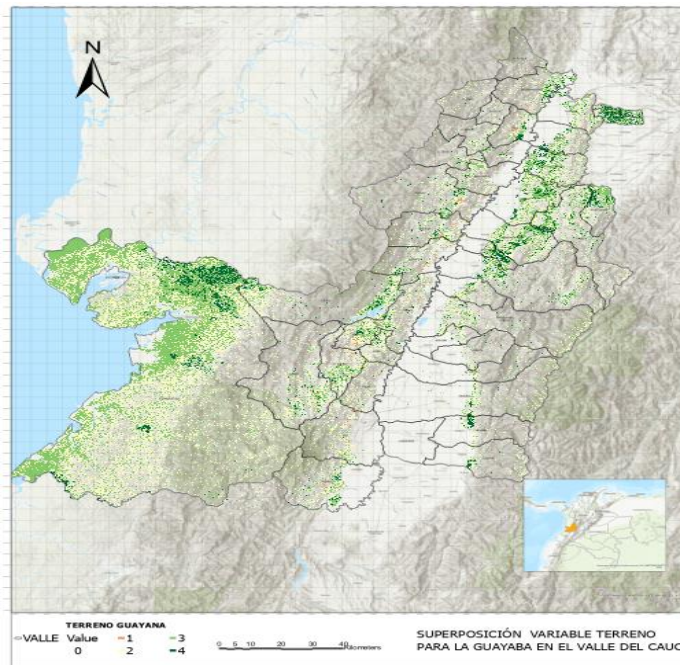 N
TERRENO GUAYANA
VALLE Value 1 3
0 2 4
0 5 10 20 30 40
Kilometers
SUPERPOSICIÓN VARIABLE TERRENO
PARA LA GUAYABA EN EL VALLE DEL CAUC